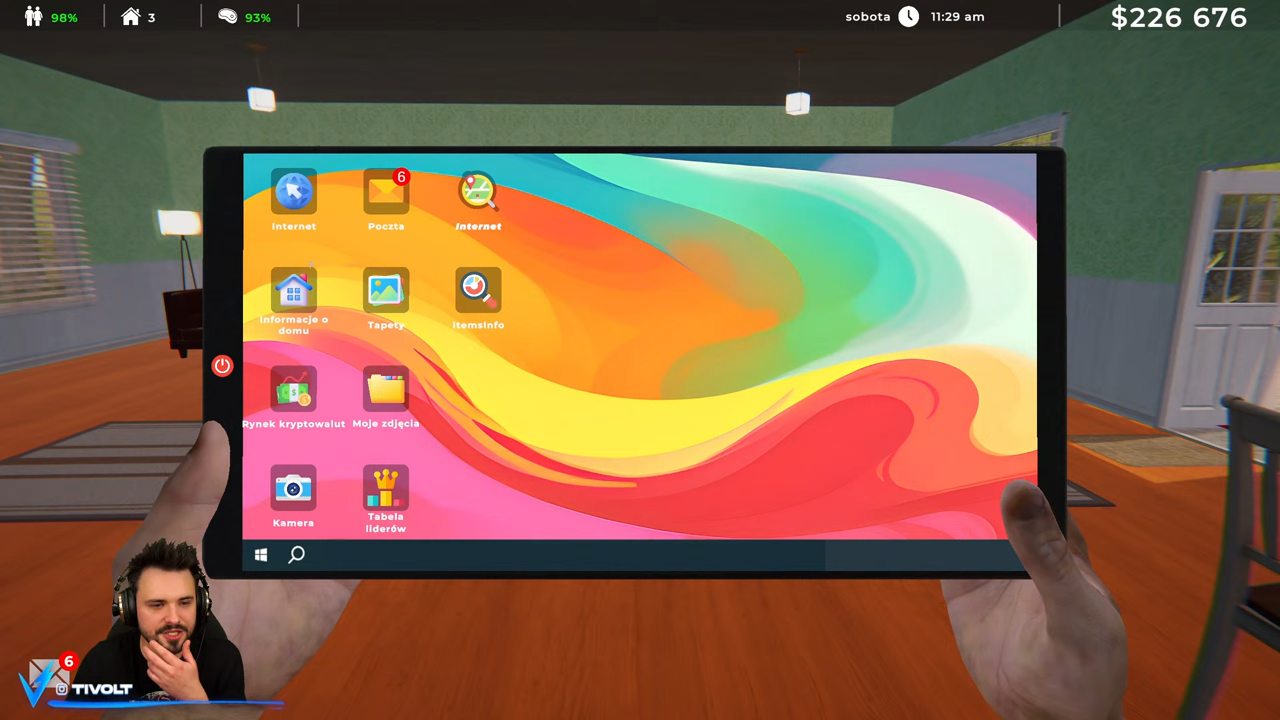 98%
3
93%
sobota
11:29 am
$226 676
Internet
Poczta
6
Internet
Informacje o
domu
Tapety
ItemsInfo
Rynek kryptowalut
Moje zdjęcia
Kamera
Tabela
liderów
6
TIVOLT